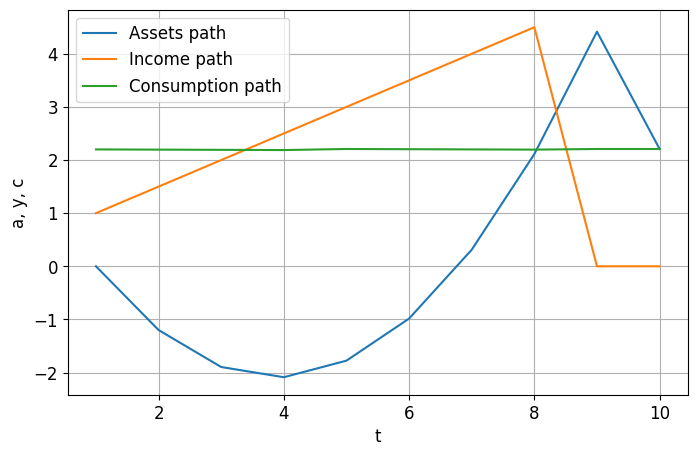 Assets path
Income path
Consumption path
4
3
2
1
0
−1
−2
a, y, c
2 4 6 8 10
t